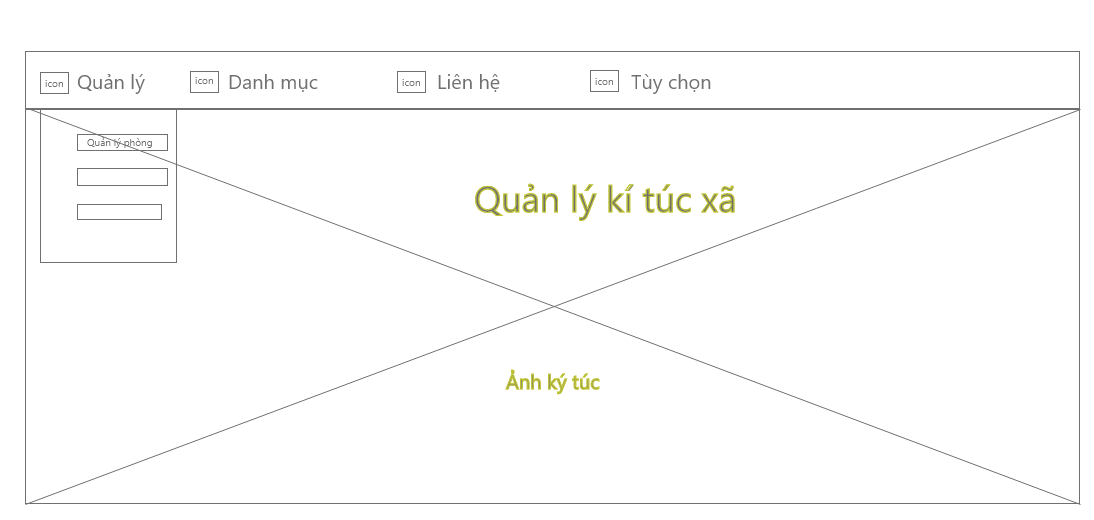 icon Quản lý icon Danh mục icon Liên hệ icon Tùy chọn
Quản lý phòng
Quản lý kí túc xã
Ảnh ký túc